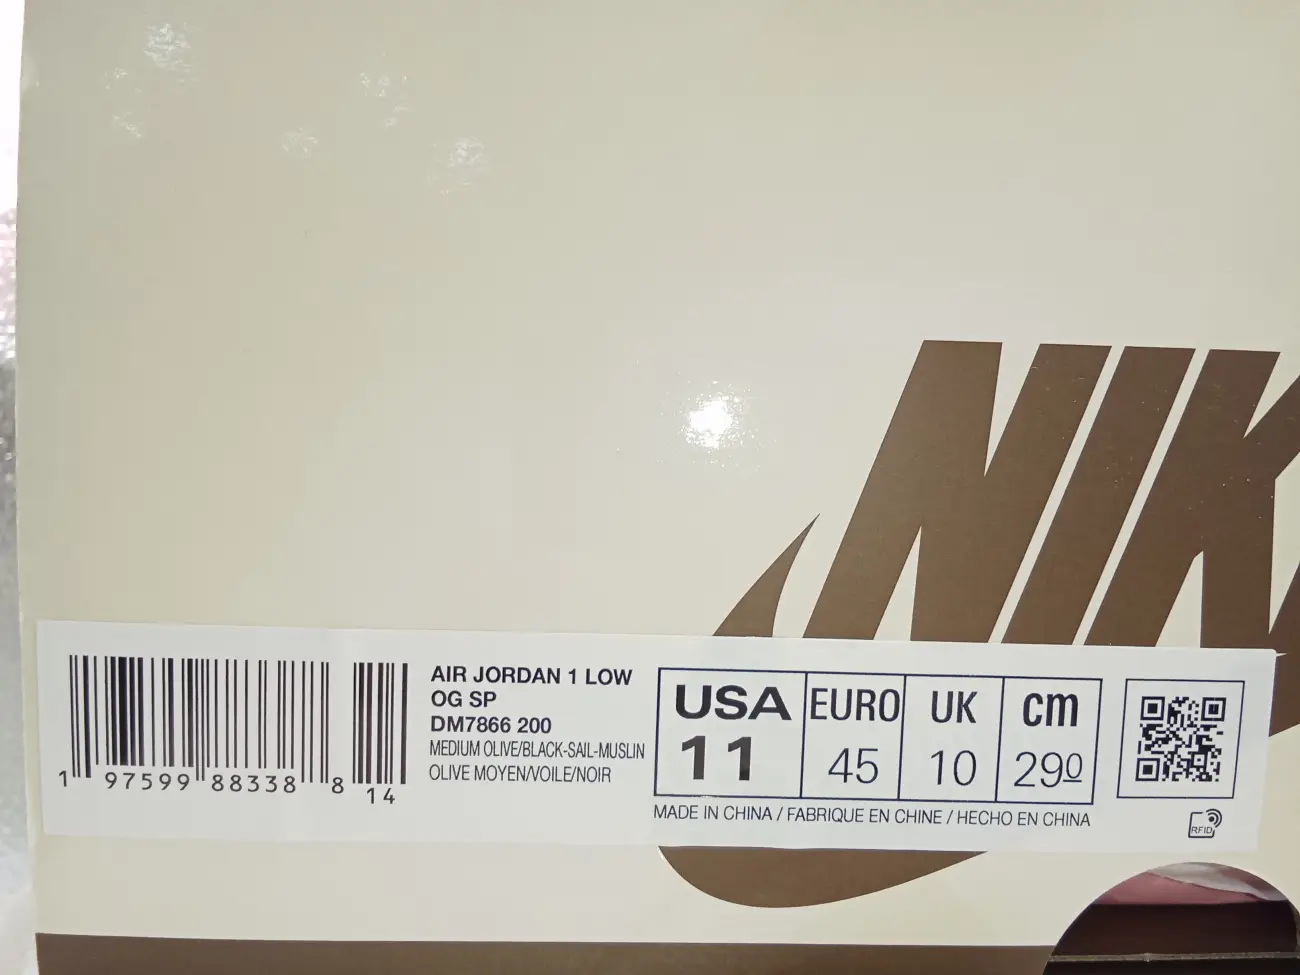 NIK
AIR JORDAN 1 LOW
OG SP
DM7866 200
MEDIUM OLIVE/BLACK-SAIL-MUSLIN
OLIVE MOYEN/VOILE/NOIR
1 97599 88338 8 14
USA EURO UK cm
11 45 10 290
MADE IN CHINA / FABRIQUE EN CHINE / HECHO EN CHINA
RFID